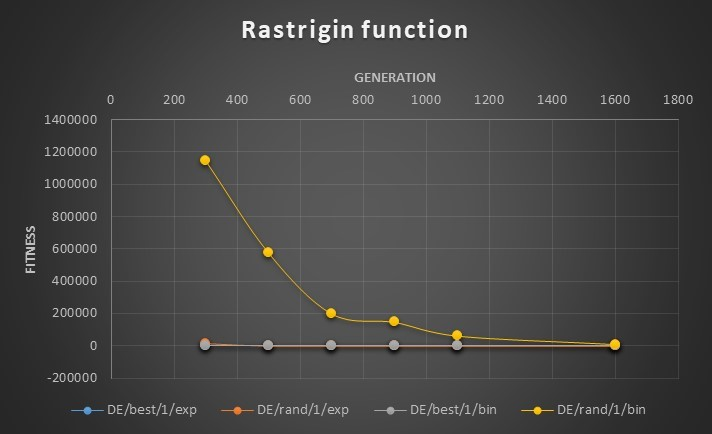 Rastrigin function
GENERATION
0 200 400 600 800 1000 1200 1400 1600 1800
1400000
1200000
1000000
800000
600000
400000
200000
0
-200000
FITNESS
DE/best/1/exp DE/rand/1/exp DE/best/1/bin DE/rand/1/bin